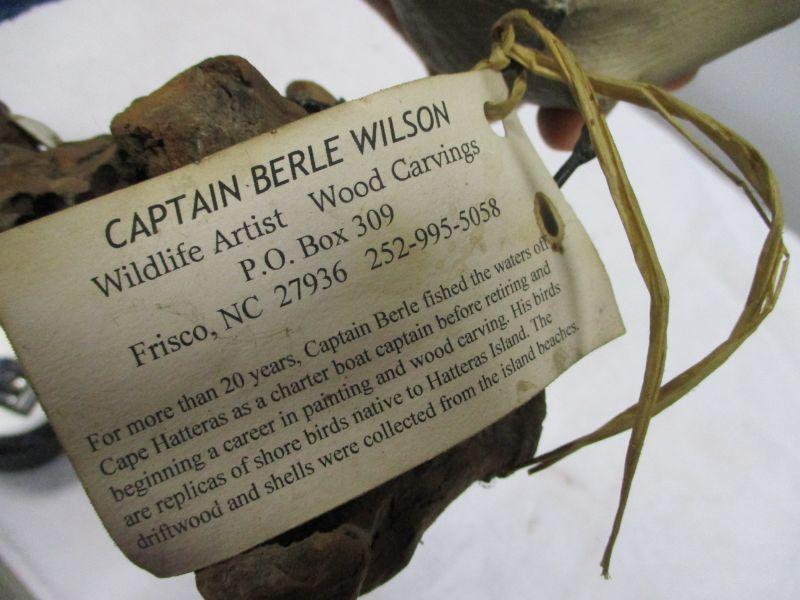 CAPTAIN BERLE WILSON
Wildlife Artist Wood Carvings
P.O. Box 309
Frisco, NC 27936 252-995-5058
For more than 20 years, Captain Berle fished the waters off
Cape Hatteras as a charter boat captain before retiring and
beginning a career in painting and wood carving. His birds
are replicas of shore birds native to Hatteras Island. The
driftwood and shells were collected from the island beaches.